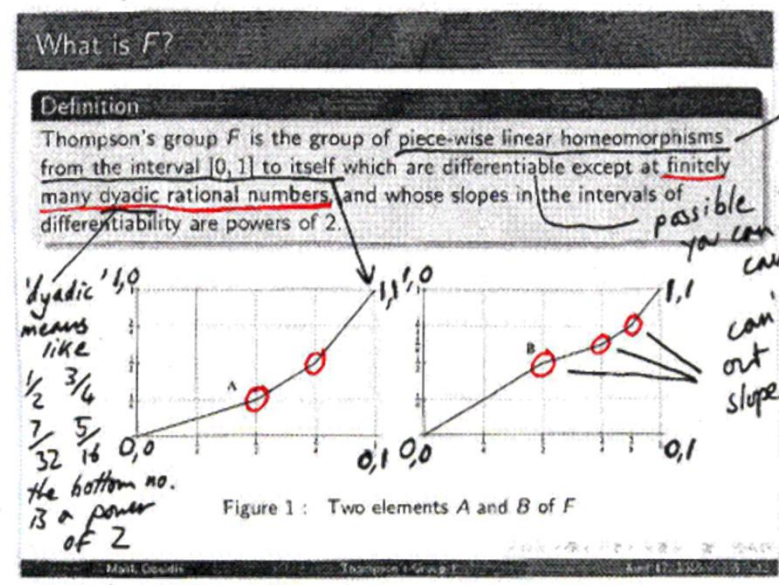 What is F?
Definition
Thompson's group F is the group of piece-wise linear homeomorphisms
from the interval [0, 1] to itself which are differentiable except at finitely
many dyadic rational numbers, and whose slopes in the intervals of
differentiability are powers of 2.
possible
you can
can
out
slope
'dyadic'
means
like
1/2 3/4
7/32 5/16
the bottom no.
is a power
of 2
1,0
1,1
A
0,0
0,1
1,0
1,1
B
0,0
0,1
Figure 1 : Two elements A and B of F
Thompson's Group F